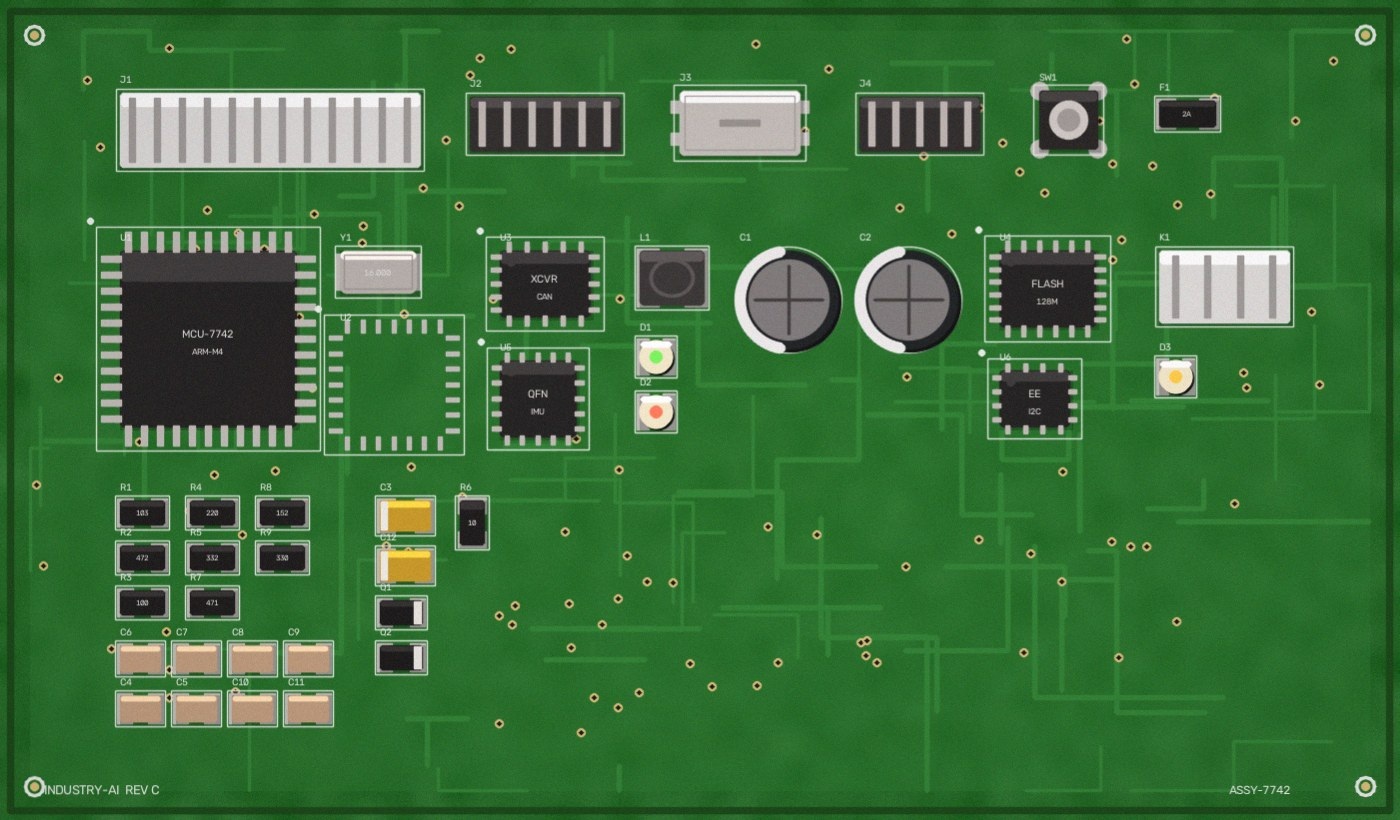 J1
J2
J3
J4
SW1
F1
2A
U1
MCU-7742
ARM-M4
Y1
16.000
U2
U3
XCVR
CAN
U5
QFN
IMU
L1
D1
D2
C1
C2
U4
FLASH
128M
U6
EE
I2C
K1
D3
R1
103
R4
220
R8
152
R2
472
R5
332
R9
330
R3
100
R7
471
C3
C12
R6
10
Q1
Q2
C6
C7
C8
C9
C4
C5
C10
C11
INDUSTRY-AI REV C
ASSY-7742